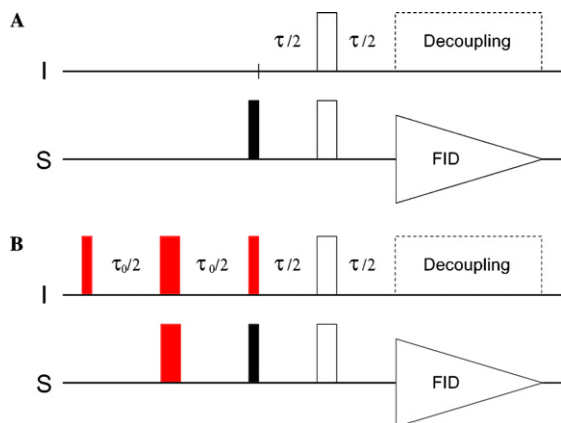 A
τ/2 τ/2 Decoupling
I
S FID
B
τ₀/2 τ₀/2 τ/2 τ/2 Decoupling
I
S FID